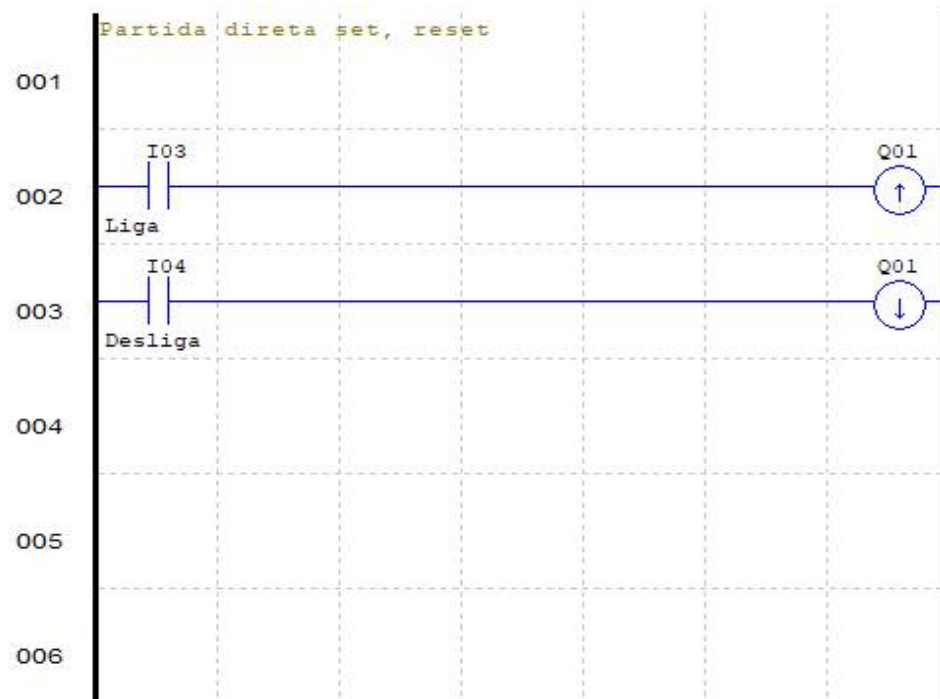 Partida direta set, reset
001
I03 Q01
002
Liga
I04 Q01
003
Desliga
004
005
006